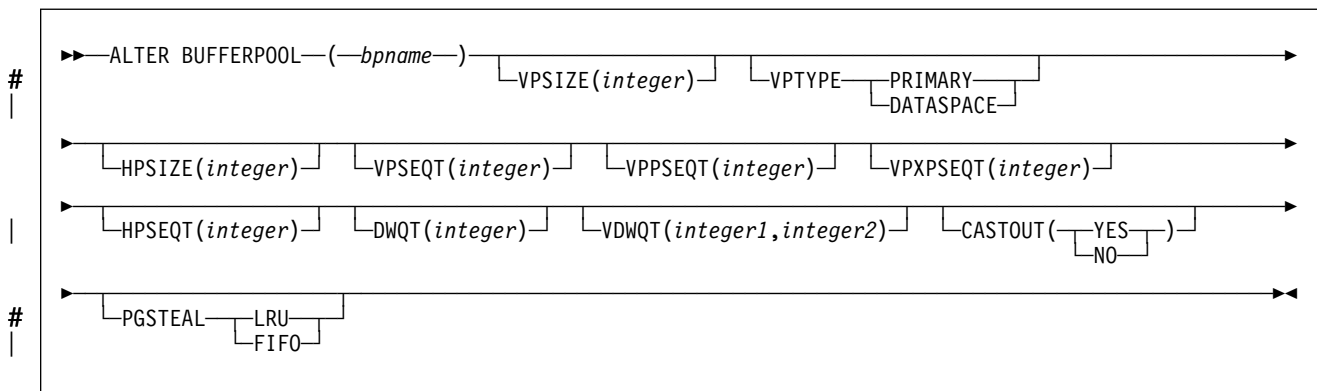 ALTER BUFFERPOOL ( bpname )
# VPSIZE(integer) VPTYPE PRIMARY
| DATASPACE
HPSIZE(integer) VPSEQT(integer) VPPSEQT(integer) VPXPSEQT(integer)
| HPSEQT(integer) DWQT(integer) VDWQT(integer1,integer2) CASTOUT( YES )
NO
# PGSTEAL LRU
| FIFO